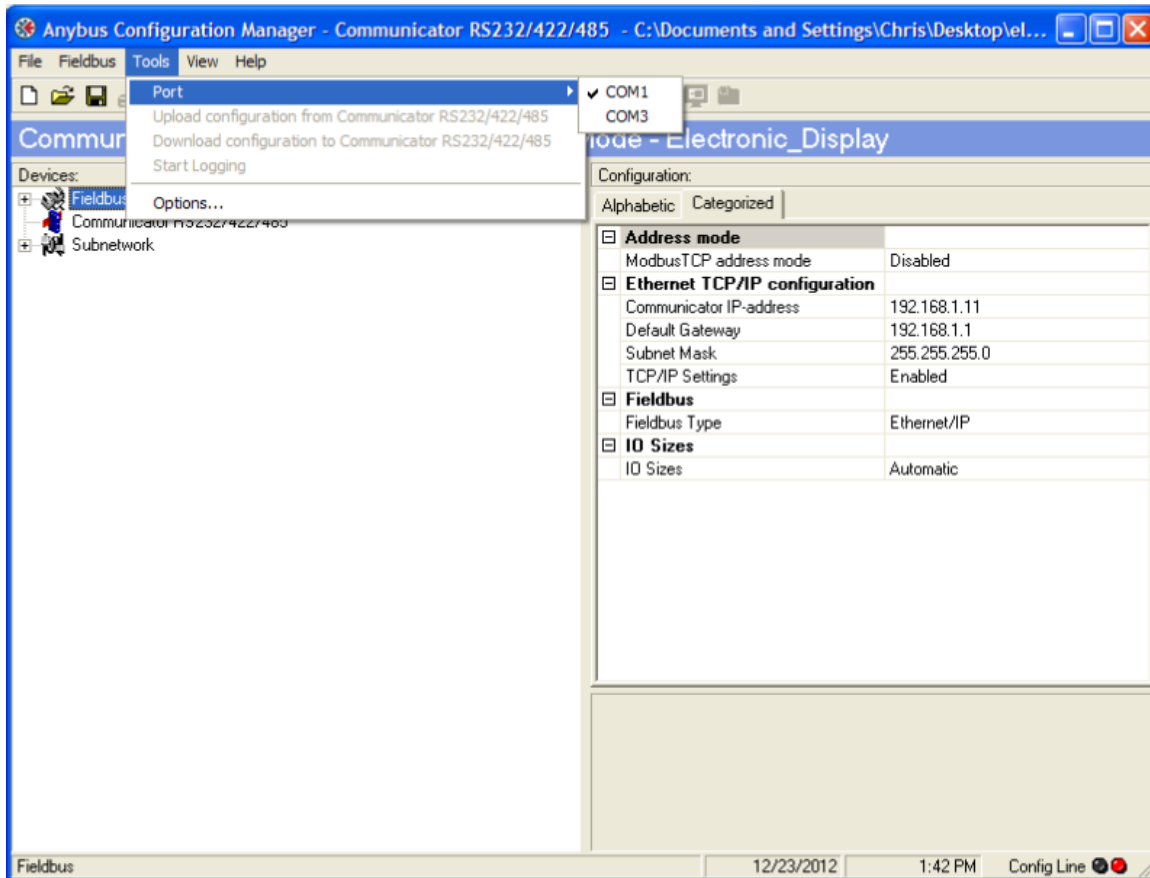 Anybus Configuration Manager - Communicator RS232/422/485 - C:\Documents and Settings\Chris\Desktop\el...
File Fieldbus Tools View Help
Port
COM1
COM3
Upload configuration from Communicator RS232/422/485
Download configuration to Communicator RS232/422/485
Start Logging
Options...
Electronic_Display
Devices:
Fieldbus
Communicator RS232/422/485
Subnetwork
Configuration:
Alphabetic Categorized
Address mode
ModbusTCP address mode Disabled
Ethernet TCP/IP configuration
Communicator IP-address 192.168.1.11
Default Gateway 192.168.1.1
Subnet Mask 255.255.255.0
TCP/IP Settings Enabled
Fieldbus
Fieldbus Type Ethernet/IP
IO Sizes
IO Sizes Automatic
Fieldbus 12/23/2012 1:42 PM Config Line